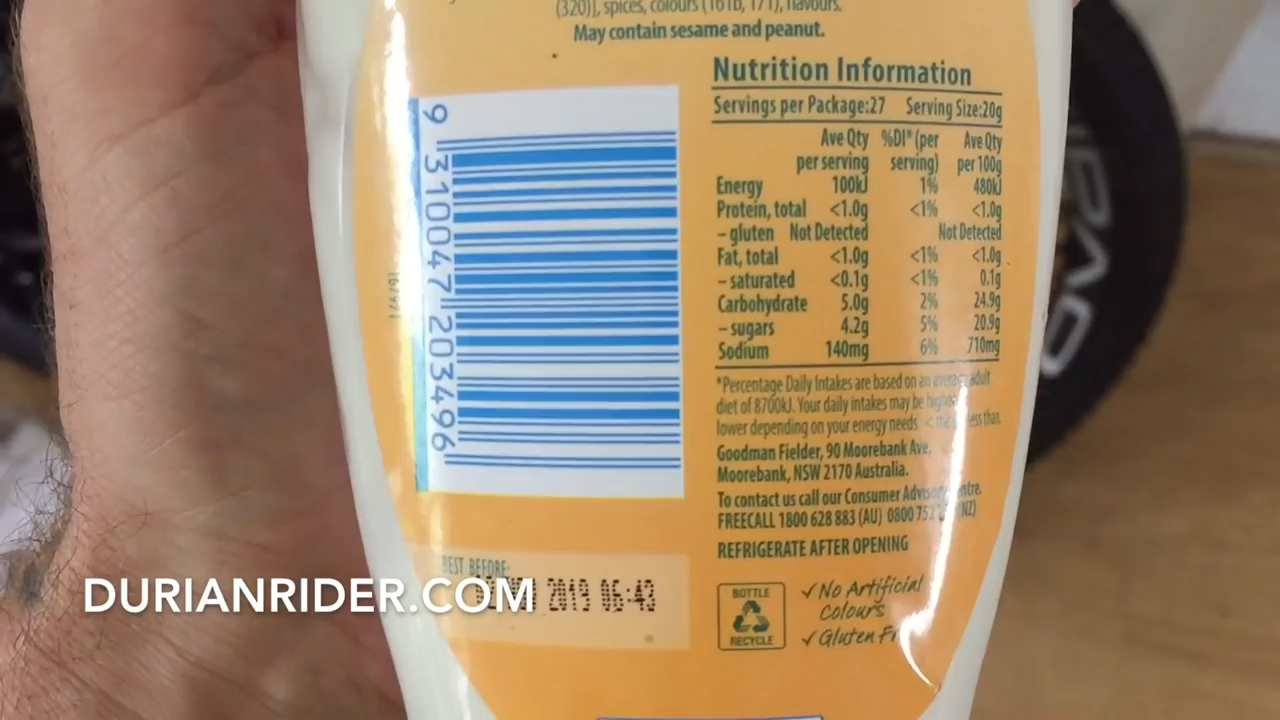 (320)], spices, colours (161b, 171), flavours.
May contain sesame and peanut.
Nutrition Information
Servings per Package:27 Serving Size:20g
Ave Qty %DI* (per Ave Qty
per serving serving) per 100g
Energy 100kJ 1% 480kJ
Protein, total <1.0g <1% <1.0g
– gluten Not Detected Not Detected
Fat, total <1.0g <1% <1.0g
– saturated <0.1g <1% 0.1g
Carbohydrate 5.0g 2% 24.9g
– sugars 4.2g 5% 20.9g
Sodium 140mg 6% 710mg
*Percentage Daily Intakes are based on an average adult
diet of 8700kJ. Your daily intakes may be higher
lower depending on your energy needs < less than
Goodman Fielder, 90 Moorebank Ave,
Moorebank, NSW 2170 Australia.
To contact us call our Consumer Advisory
FREECALL 1800 628 883 (AU) 0800 (NZ)
REFRIGERATE AFTER OPENING
BOTTLE
RECYCLE
✓ No Artificial
Colours
✓ Gluten
9 310047 203496
BEST BEFORE:
2019 06:43
DURIANRIDER.COM